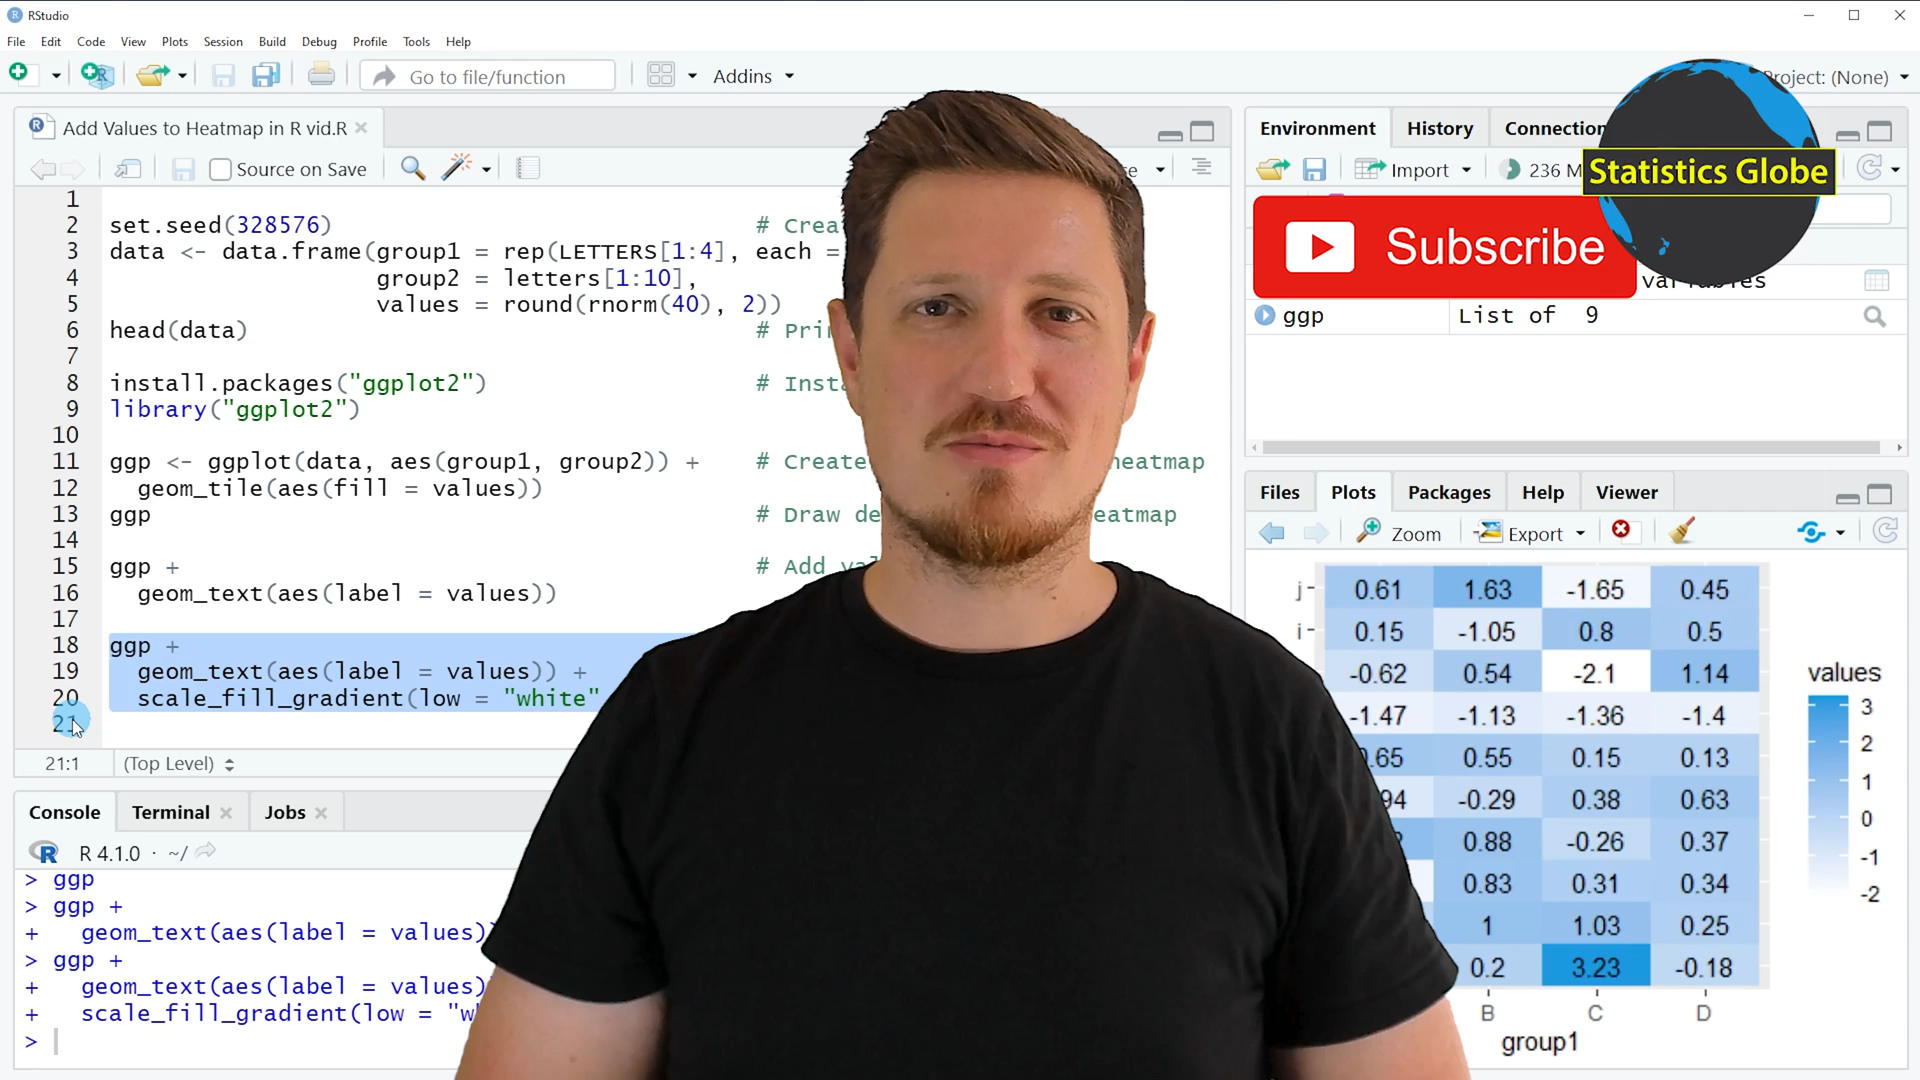 RStudio
File Edit Code View Plots Session Build Debug Profile Tools Help
Go to file/function Addins Project: (None)
Add Values to Heatmap in R vid.R
Source on Save
1
2 set.seed(328576) #
3 data <- data.frame(group1 = rep(LETTERS[1:4], each =
4 group2 = letters[1:10],
5 values = round(rnorm(40), 2))
6 head(data) #
7
8 install.packages("ggplot2") #
9 library("ggplot2")
10
11 ggp <- ggplot(data, aes(group1, group2)) + # Create heatmap
12 geom_tile(aes(fill = values))
13 ggp # Draw heatmap
14
15 ggp + # Add
16 geom_text(aes(label = values))
17
18 ggp +
19 geom_text(aes(label = values)) +
20 scale_fill_gradient(low = "white"
21
21:1 (Top Level)
Console Terminal Jobs
R 4.1.0 · ~/
> ggp
> ggp +
+ geom_text(aes(label = values)
> ggp +
+ geom_text(aes(label = values)
+ scale_fill_gradient(low =
>
Environment History Connection
Import 236
Statistics Globe
Subscribe
variables
ggp List of 9
Files Plots Packages Help Viewer
Zoom Export
j 0.61 1.63 -1.65 0.45
i 0.15 -1.05 0.8 0.5
-0.62 0.54 -2.1 1.14
-1.47 -1.13 -1.36 -1.4
.65 0.55 0.15 0.13
94 -0.29 0.38 0.63
0.88 -0.26 0.37
0.83 0.31 0.34
1 1.03 0.25
0.2 3.23 -0.18
B C D
group1
values
3
2
1
0
-1
-2